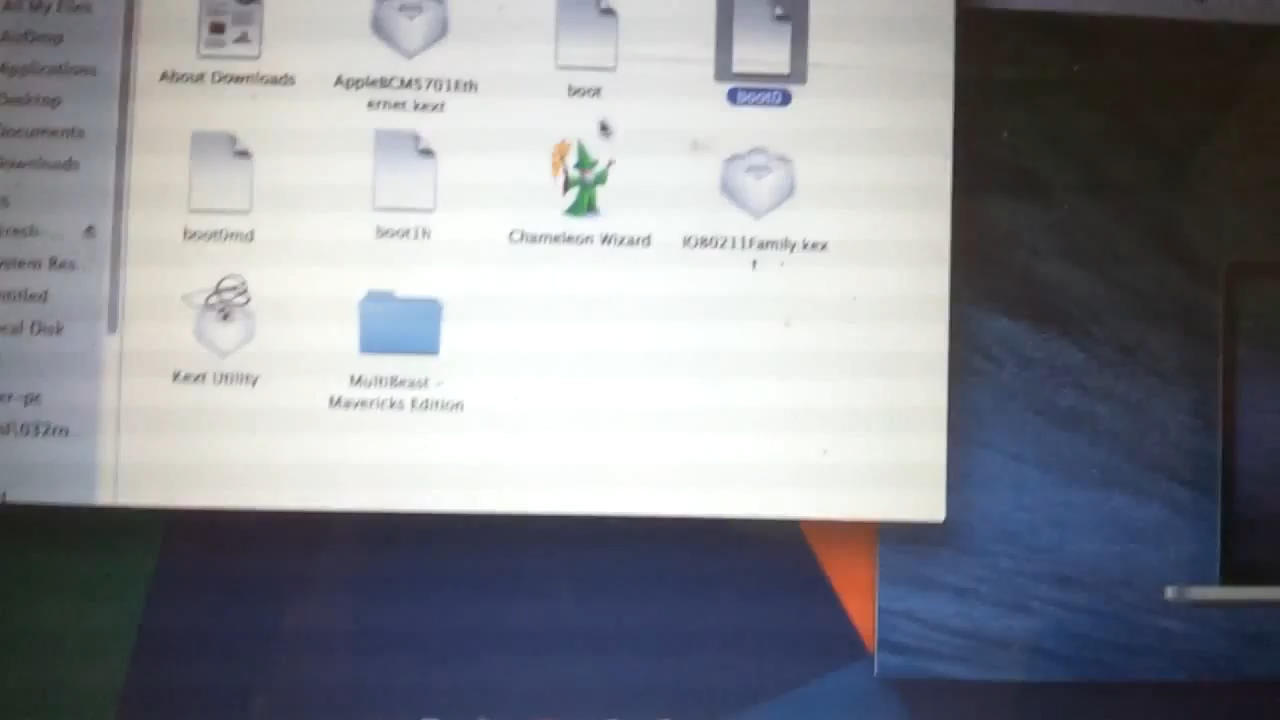 All My Files
AirDrop
Applications
Desktop
Documents
Downloads
About Downloads
AppleBCM5701Eth
ernet.kext
boot
boot0
boot0md
boot1h
Chameleon Wizard
IO80211Family.kex
t
Kext Utility
MultiBeast -
Mavericks Edition